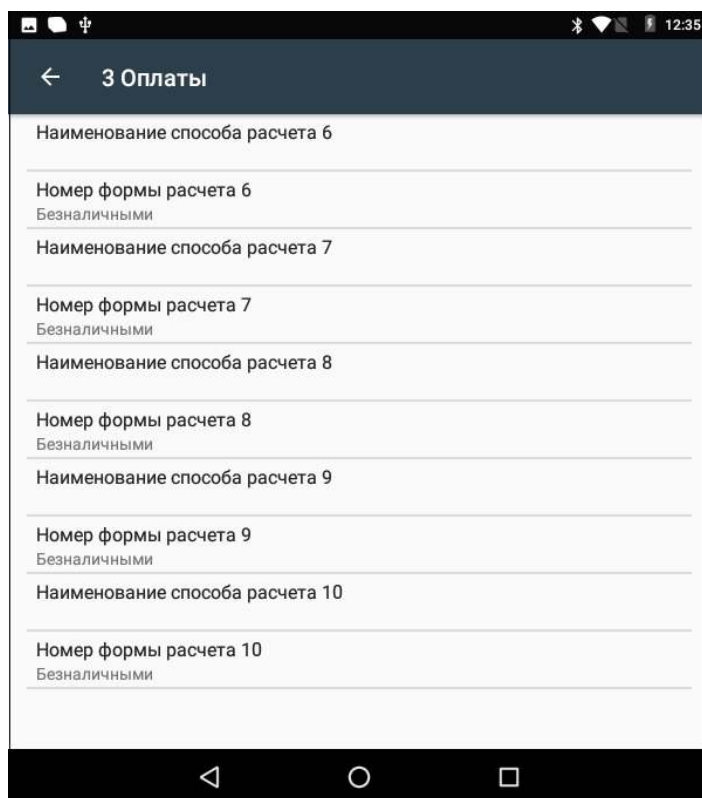 12:35
3 Оплаты
Наименование способа расчета 6
Номер формы расчета 6
Безналичными
Наименование способа расчета 7
Номер формы расчета 7
Безналичными
Наименование способа расчета 8
Номер формы расчета 8
Безналичными
Наименование способа расчета 9
Номер формы расчета 9
Безналичными
Наименование способа расчета 10
Номер формы расчета 10
Безналичными